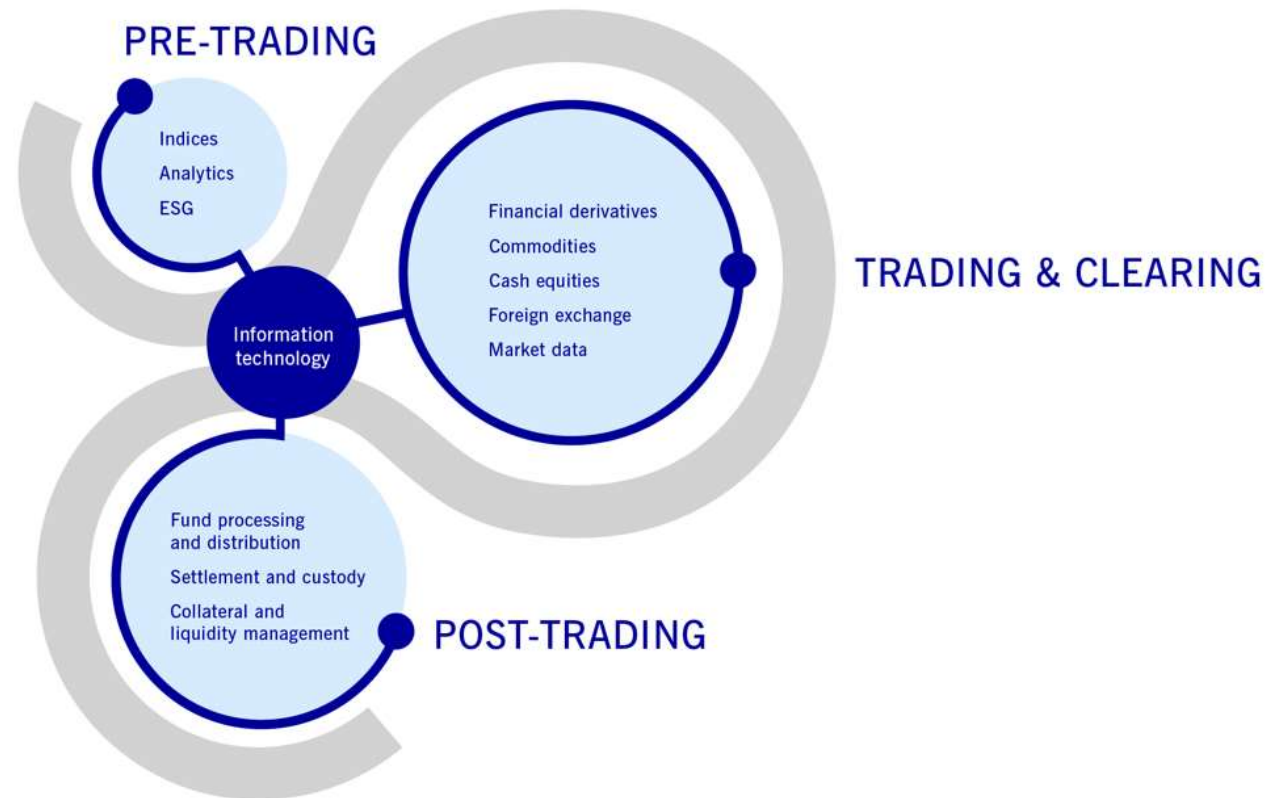 PRE-TRADING
Indices
Analytics
ESG
Financial derivatives
Commodities
Cash equities
Foreign exchange
Market data
TRADING & CLEARING
Information
technology
Fund processing
and distribution
Settlement and custody
Collateral and
liquidity management
POST-TRADING